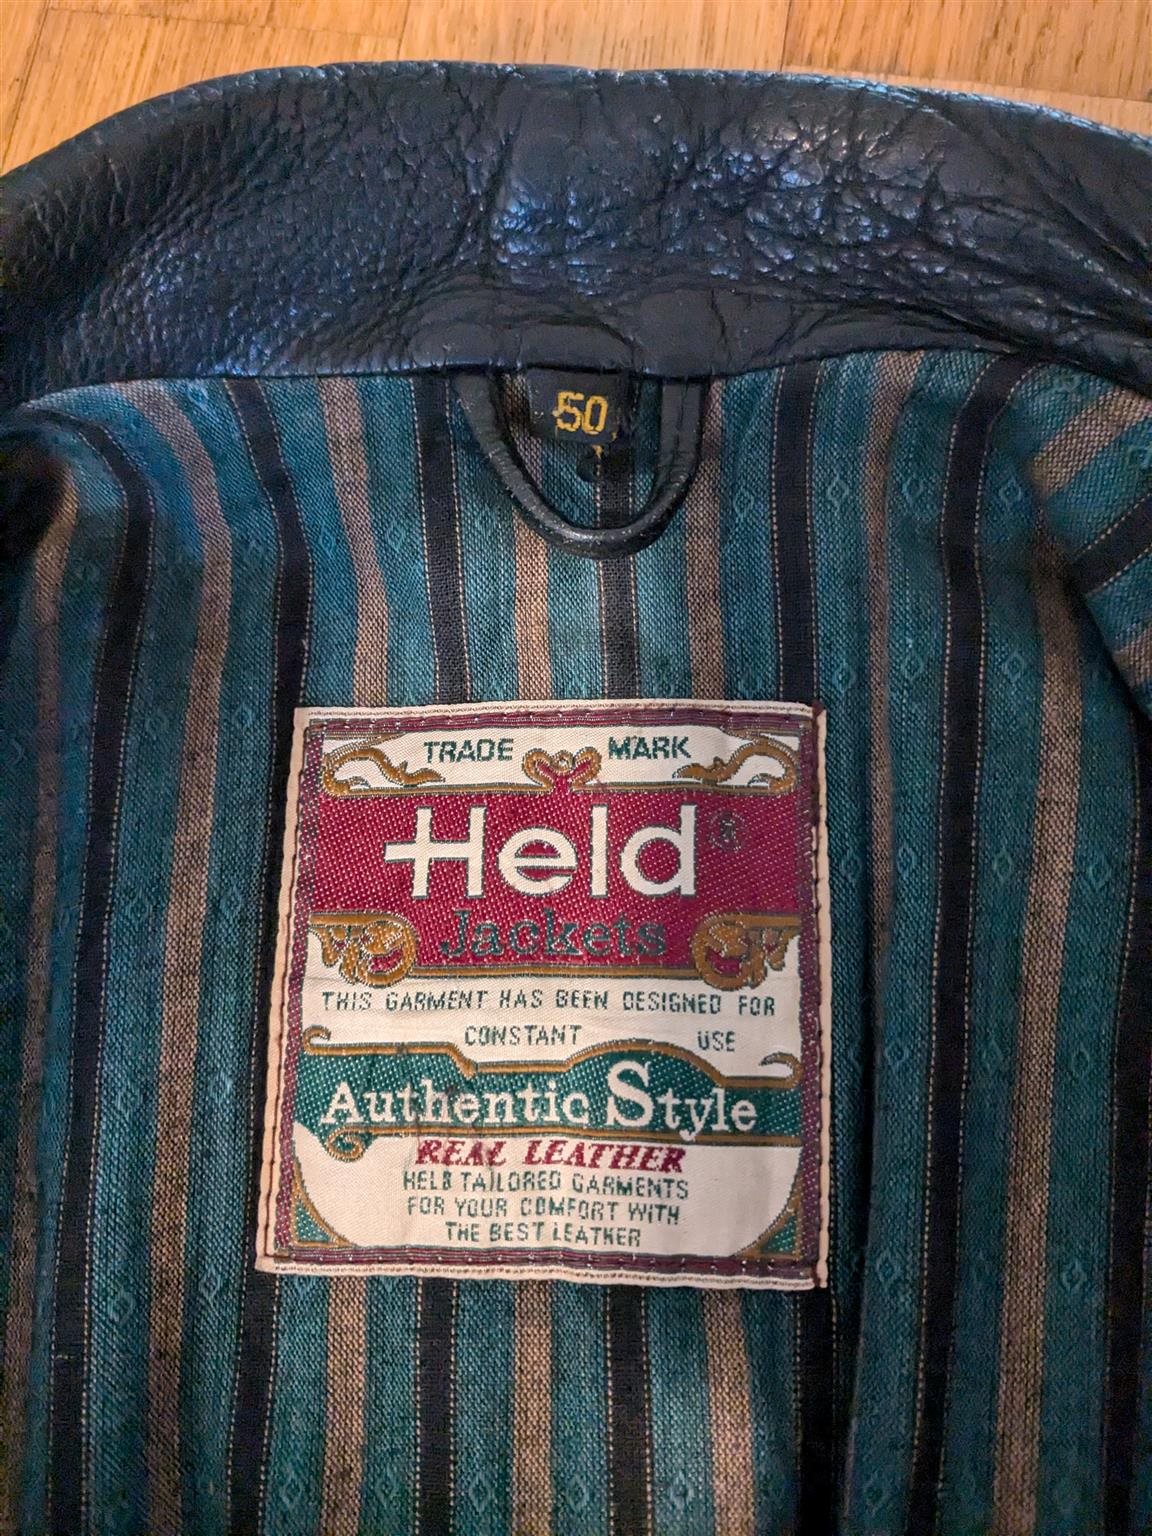 50
TRADE MARK
Held ®
Jackets
THIS GARMENT HAS BEEN DESIGNED FOR
CONSTANT USE
Authentic Style
REAL LEATHER
HELD TAILORED GARMENTS
FOR YOUR COMFORT WITH
THE BEST LEATHER